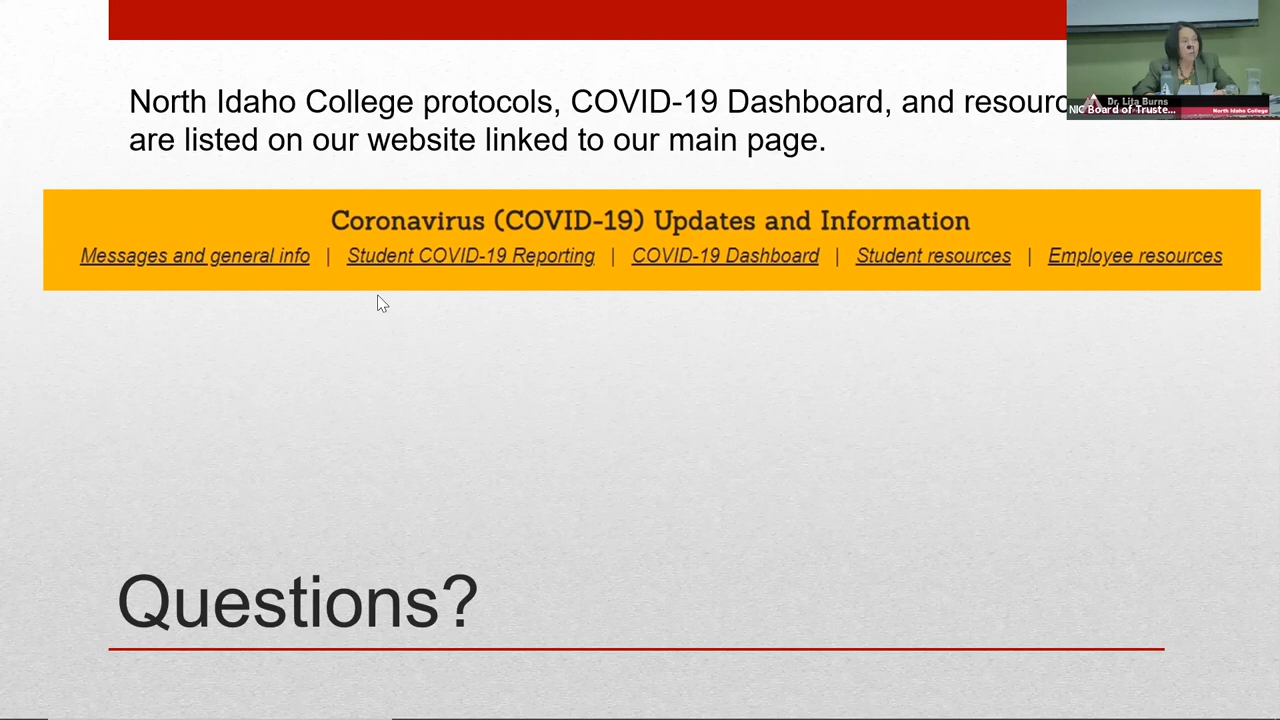 North Idaho College protocols, COVID-19 Dashboard, and resourc
are listed on our website linked to our main page.
Dr. Lita Burns
NIC Board of Truste...
North Idaho College
Coronavirus (COVID-19) Updates and Information
Messages and general info | Student COVID-19 Reporting | COVID-19 Dashboard | Student resources | Employee resources
Questions?